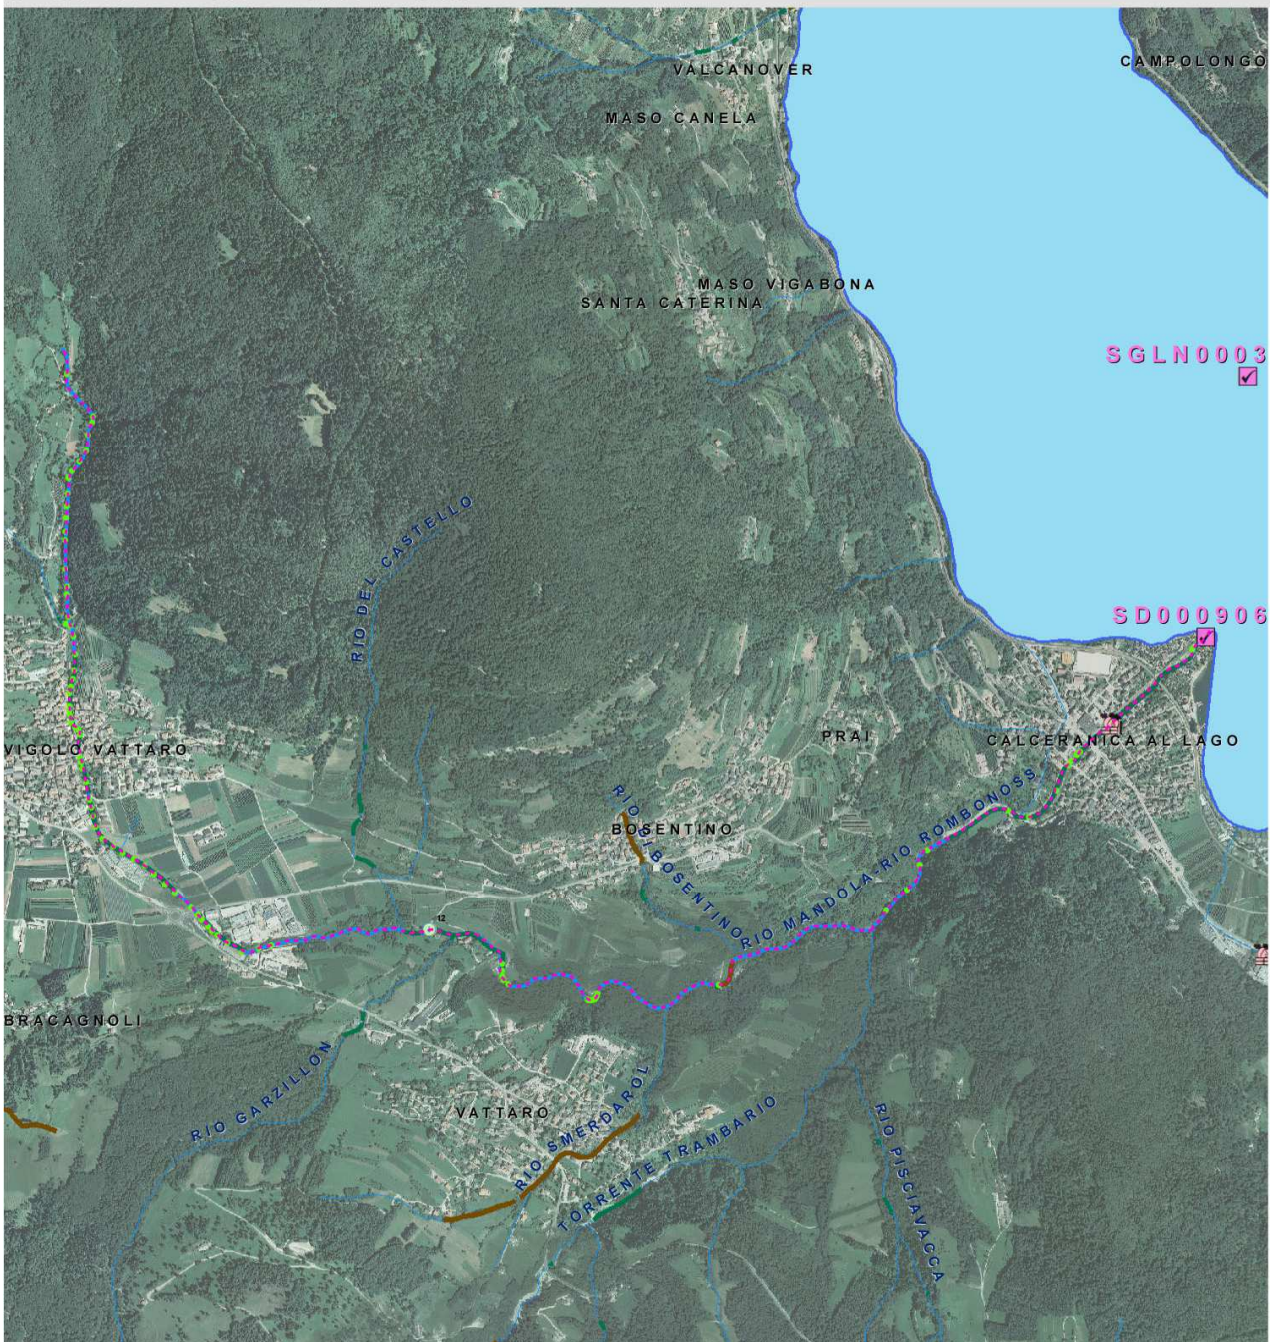 VALCANOVER
CAMPOLONGO
MASO CANELA
MASO VIGABONA
SANTA CATERINA
SGLN0003
RIO DEL CASTELLO
SD000906
VIGOLO VATTARO
PRAI
CALCERANICA AL LAGO
BOSENTINO
RIO DI BOSENTINO
RIO MANDOLA-RIO ROMBONOSS
12
BRACAGNOLI
RIO GARZILLON
VATTARO
RIO SMERDAROL
TORRENTE TRAMBARIO
RIO PISCIAVACCA